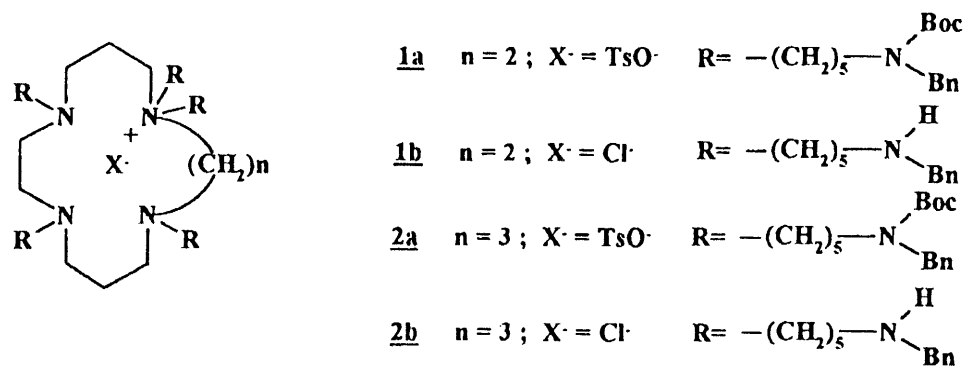 R N N R R + X- (CH2)n R N N R
1a n = 2 ; X- = TsO- R= –(CH2)5–N Boc Bn
1b n = 2 ; X- = Cl- R= –(CH2)5–N H Bn
2a n = 3 ; X- = TsO- R= –(CH2)5–N Boc Bn
2b n = 3 ; X- = Cl- R= –(CH2)5–N H Bn